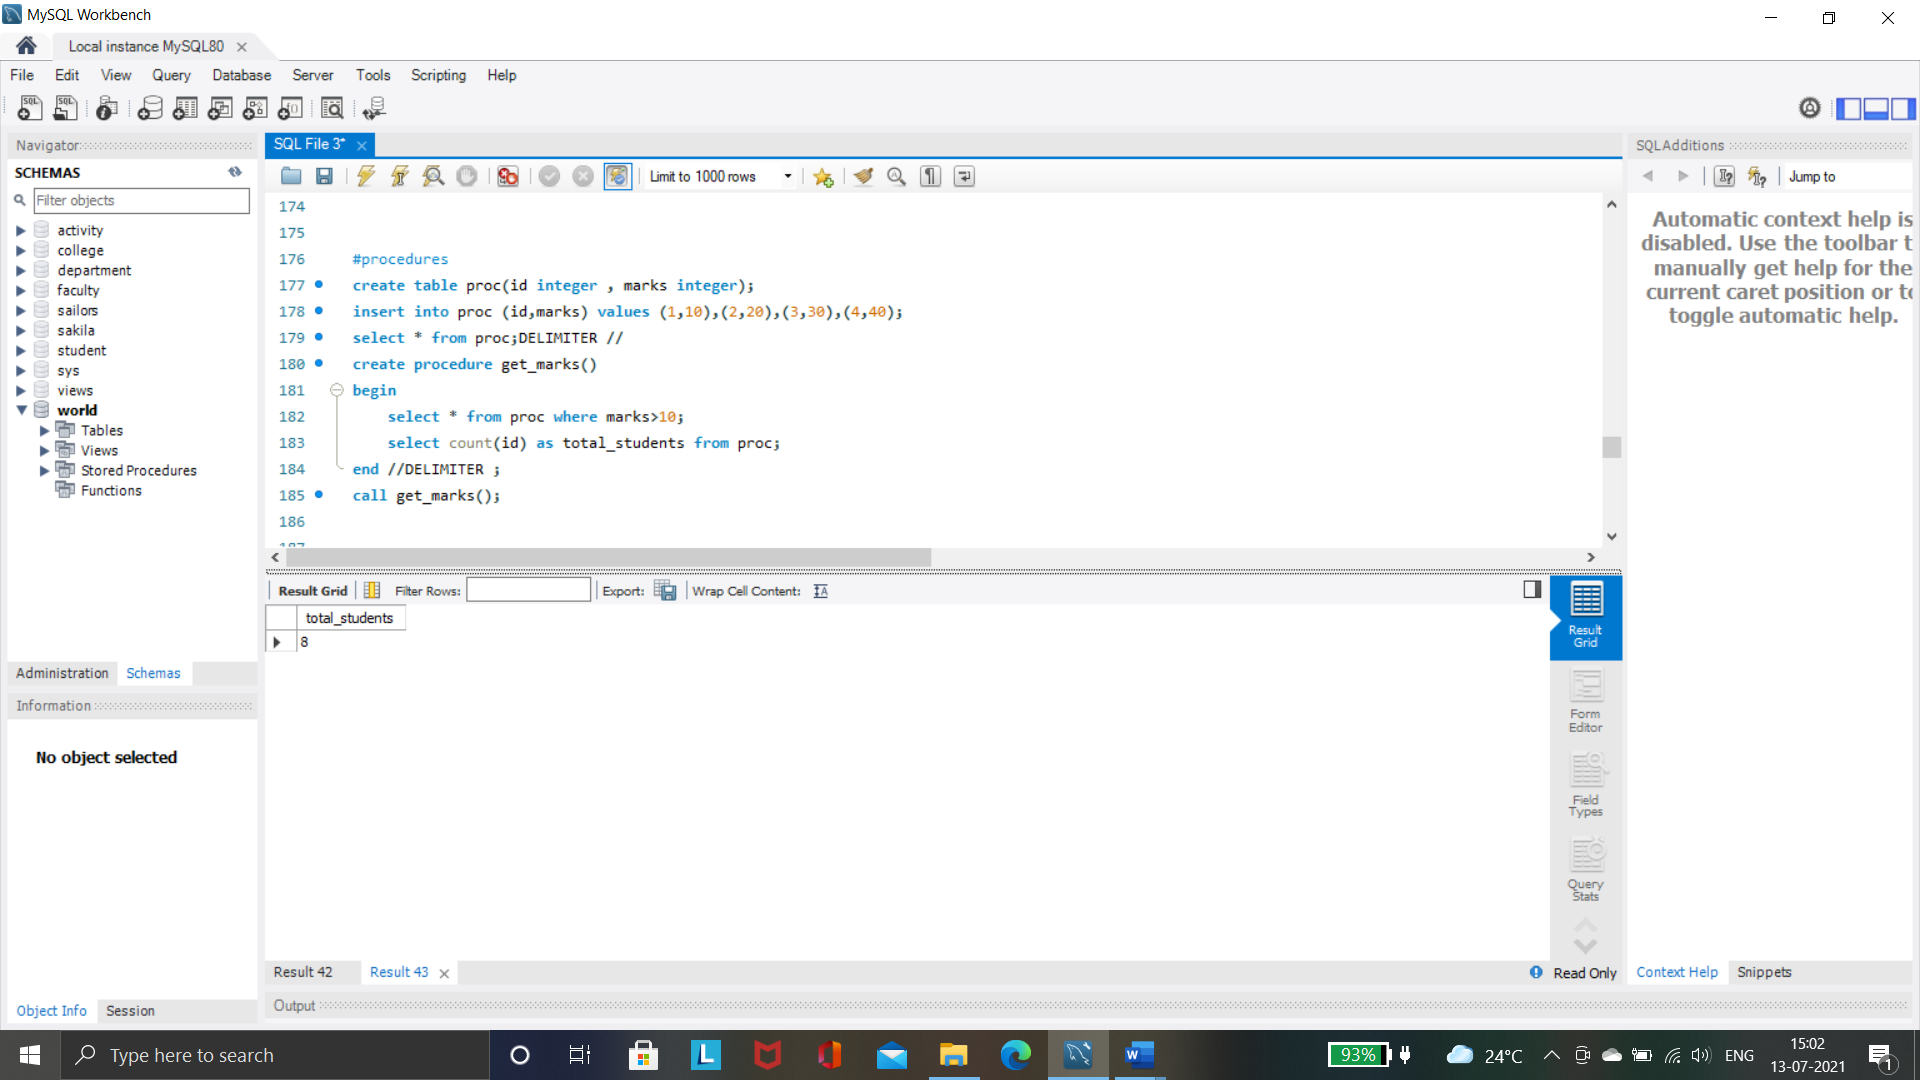 MySQL Workbench
Local instance MySQL80
File Edit View Query Database Server Tools Scripting Help
Navigator
SCHEMAS
Filter objects
activity
college
department
faculty
sailors
sakila
student
sys
views
world
Tables
Views
Stored Procedures
Functions
Administration Schemas
Information
No object selected
Object Info Session
SQL File 3*
Limit to 1000 rows
174
175
176 #procedures
177 create table proc(id integer , marks integer);
178 insert into proc (id,marks) values (1,10),(2,20),(3,30),(4,40);
179 select * from proc;DELIMITER //
180 create procedure get_marks()
181 begin
182 select * from proc where marks>10;
183 select count(id) as total_students from proc;
184 end //DELIMITER ;
185 call get_marks();
186
187
Result Grid Filter Rows: Export: Wrap Cell Content:
total_students
8
Result Grid
Form Editor
Field Types
Query Stats
Result 42 Result 43
Read Only
Output
SQLAdditions
Jump to
Automatic context help is
disabled. Use the toolbar t
manually get help for the
current caret position or to
toggle automatic help.
Context Help Snippets
Type here to search
93%
24°C
ENG
15:02
13-07-2021
1